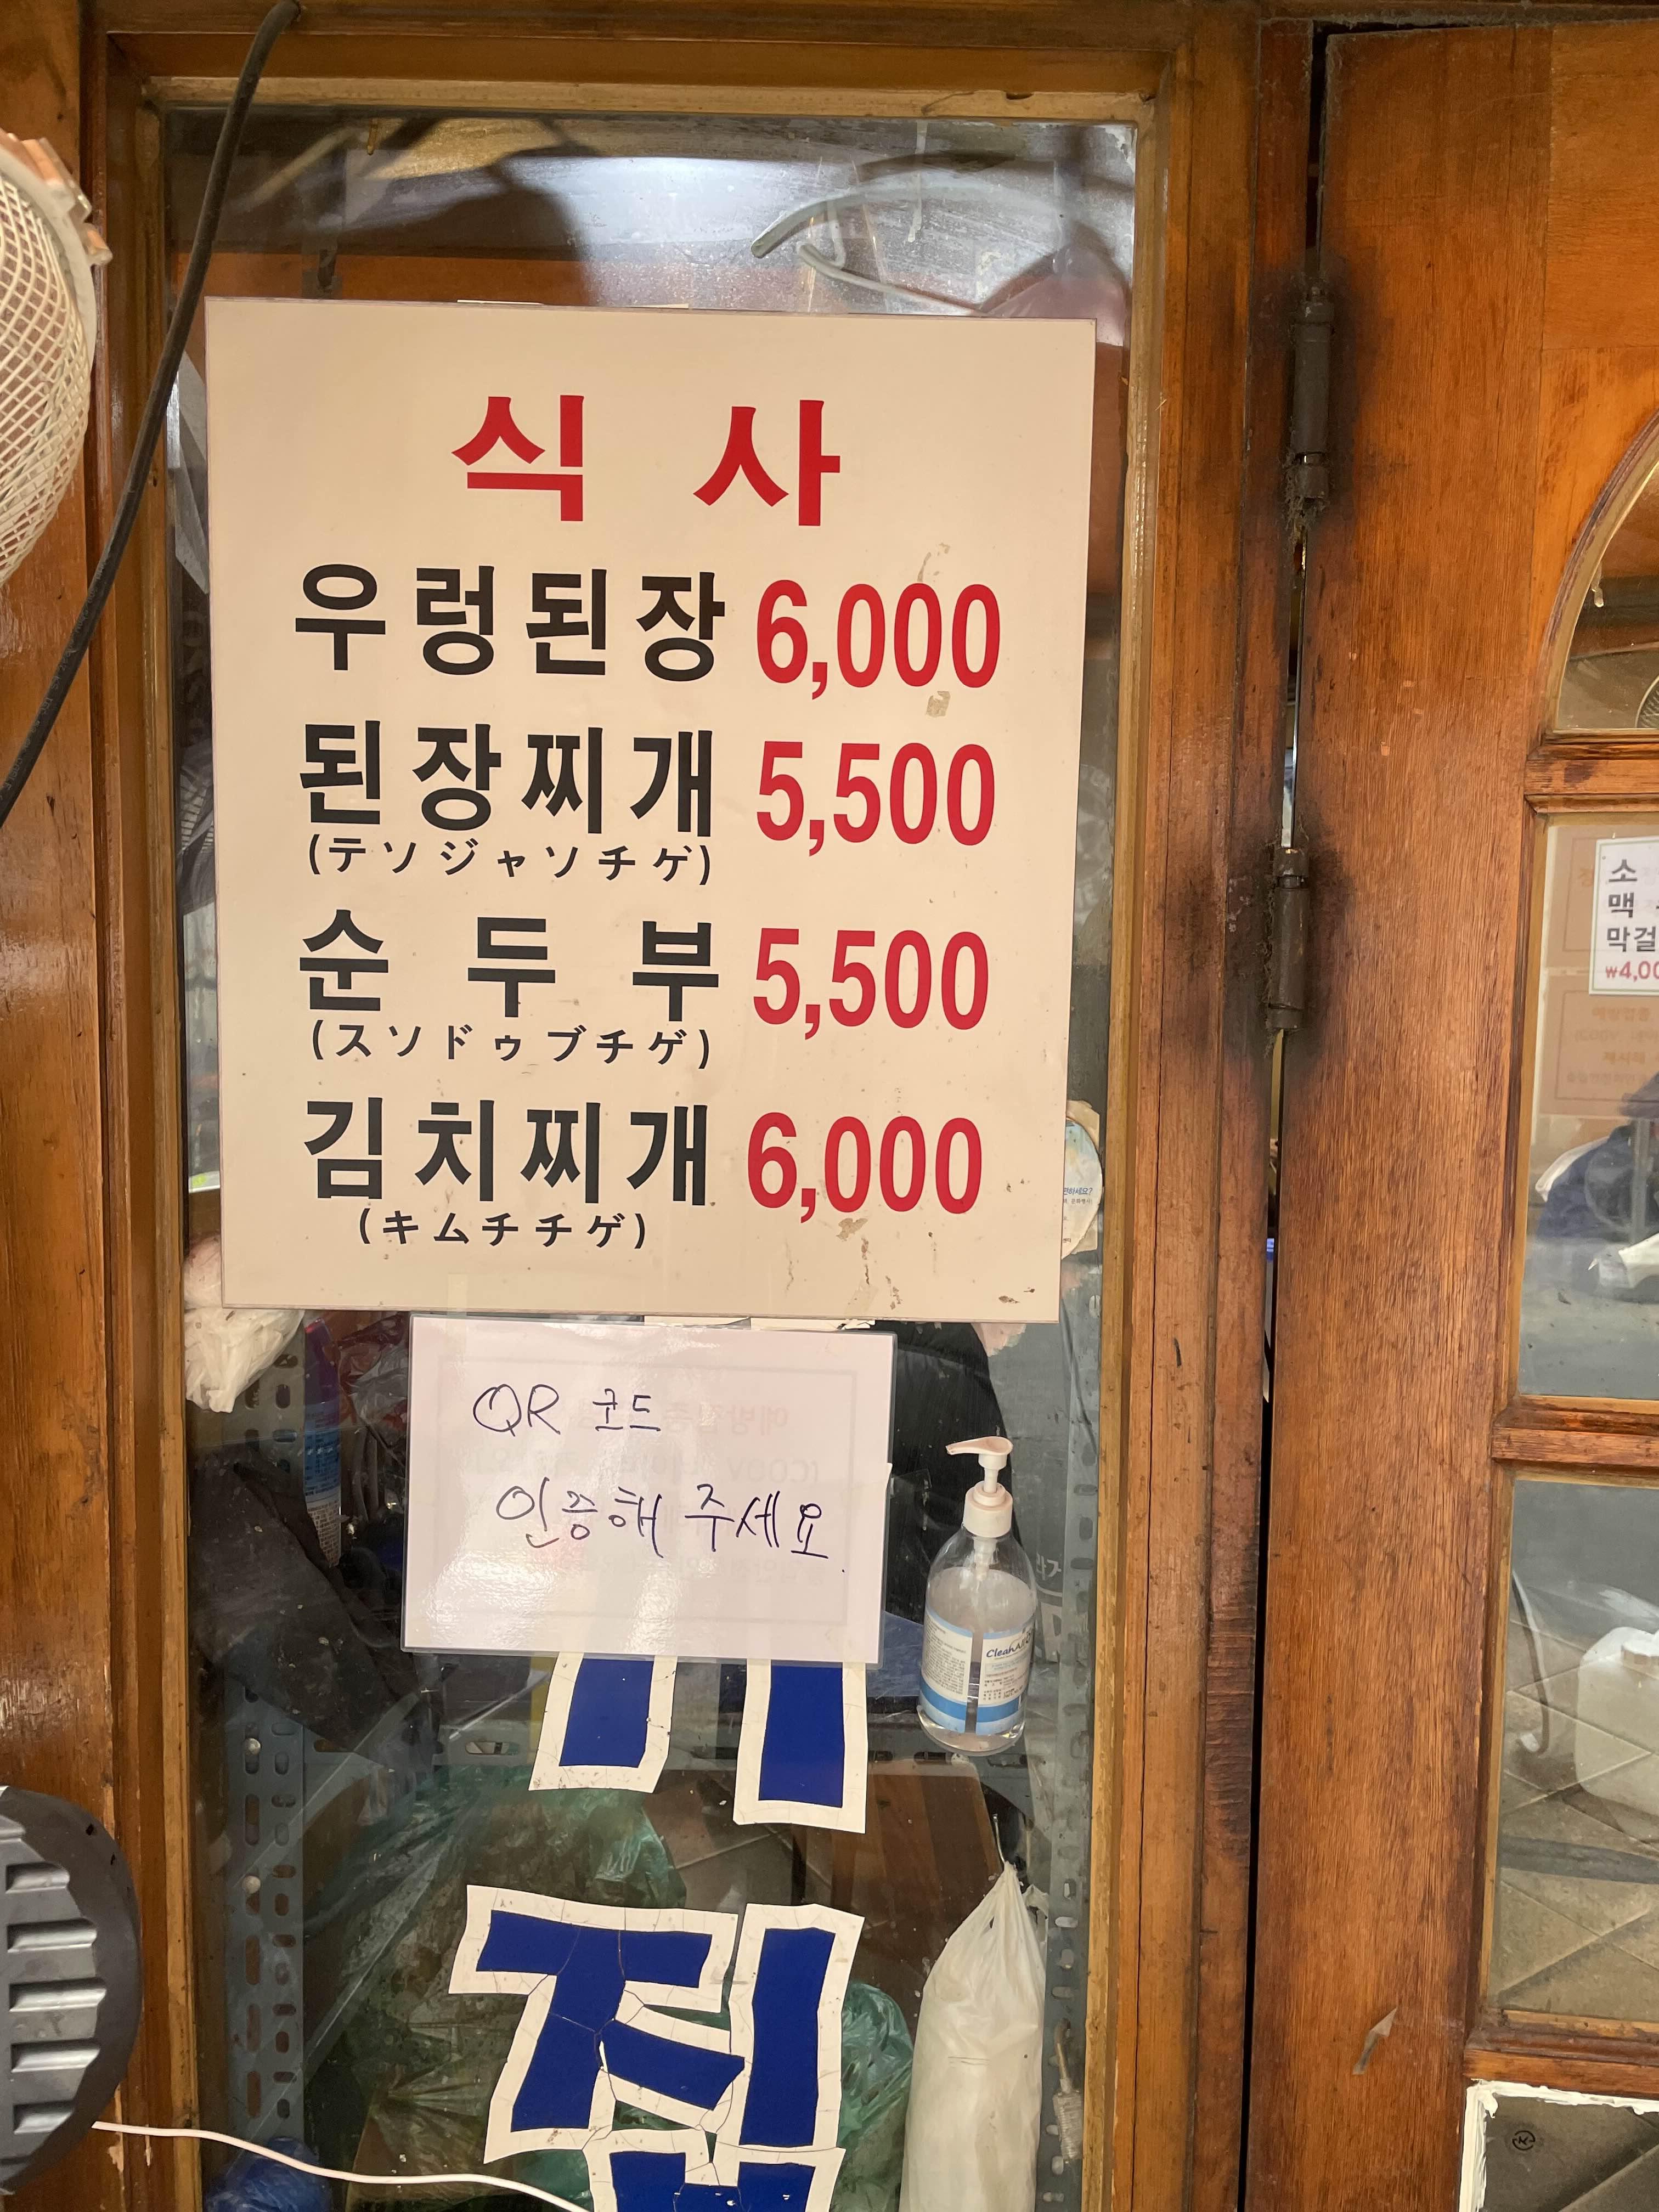 식 사
우렁된장 6,000
된장찌개 5,500
(テソジャソチゲ)
순 두 부 5,500
(スソドゥブチゲ)
김치찌개 6,000
(キムチチゲ)
QR 코드
인증해 주세요.
CleanA
집
소
맥
막걸
₩4,00